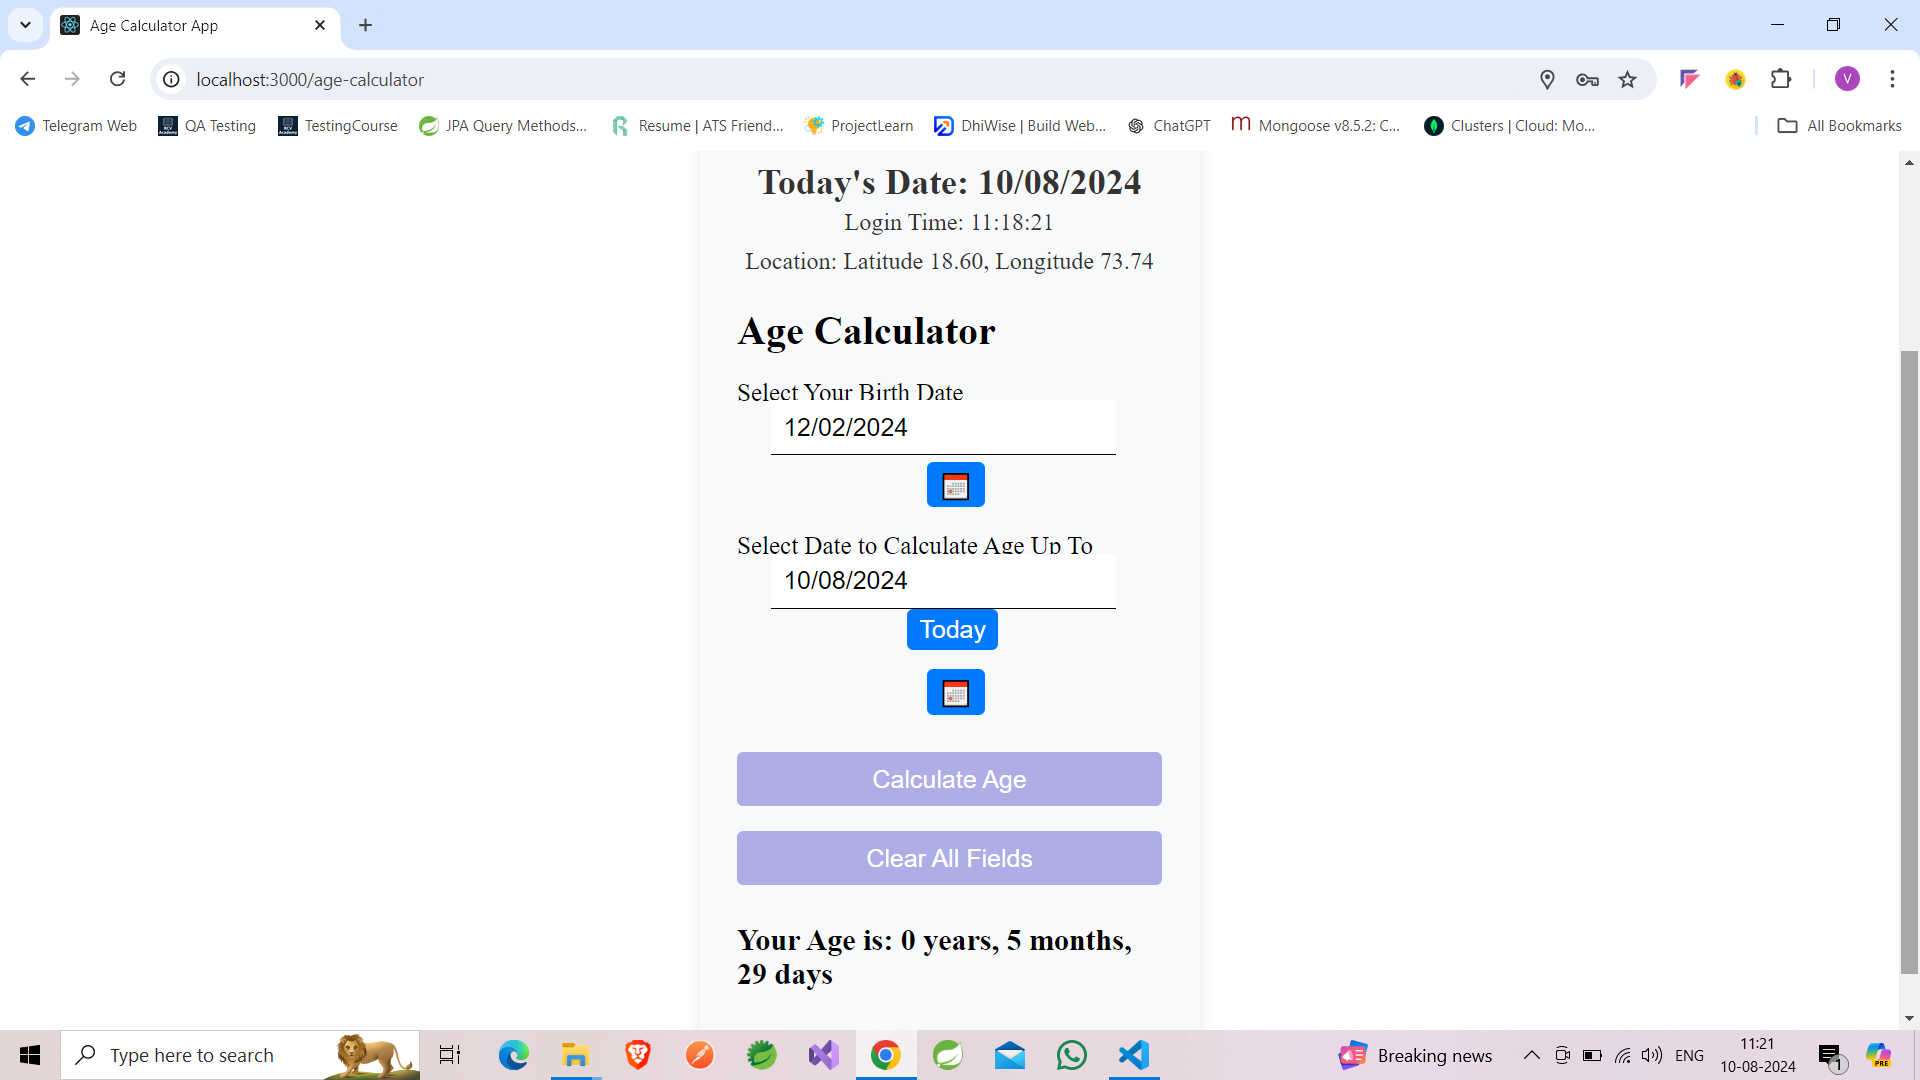 Age Calculator App
localhost:3000/age-calculator
V
Telegram Web
QA Testing
TestingCourse
JPA Query Methods...
Resume | ATS Friend...
ProjectLearn
DhiWise | Build Web...
ChatGPT
Mongoose v8.5.2: C...
Clusters | Cloud: Mo...
All Bookmarks
Today's Date: 10/08/2024
Login Time: 11:18:21
Location: Latitude 18.60, Longitude 73.74
Age Calculator
Select Your Birth Date
12/02/2024
Select Date to Calculate Age Up To
10/08/2024
Today
Calculate Age
Clear All Fields
Your Age is: 0 years, 5 months,
29 days
Type here to search
Breaking news
ENG
11:21
10-08-2024
1
PRE